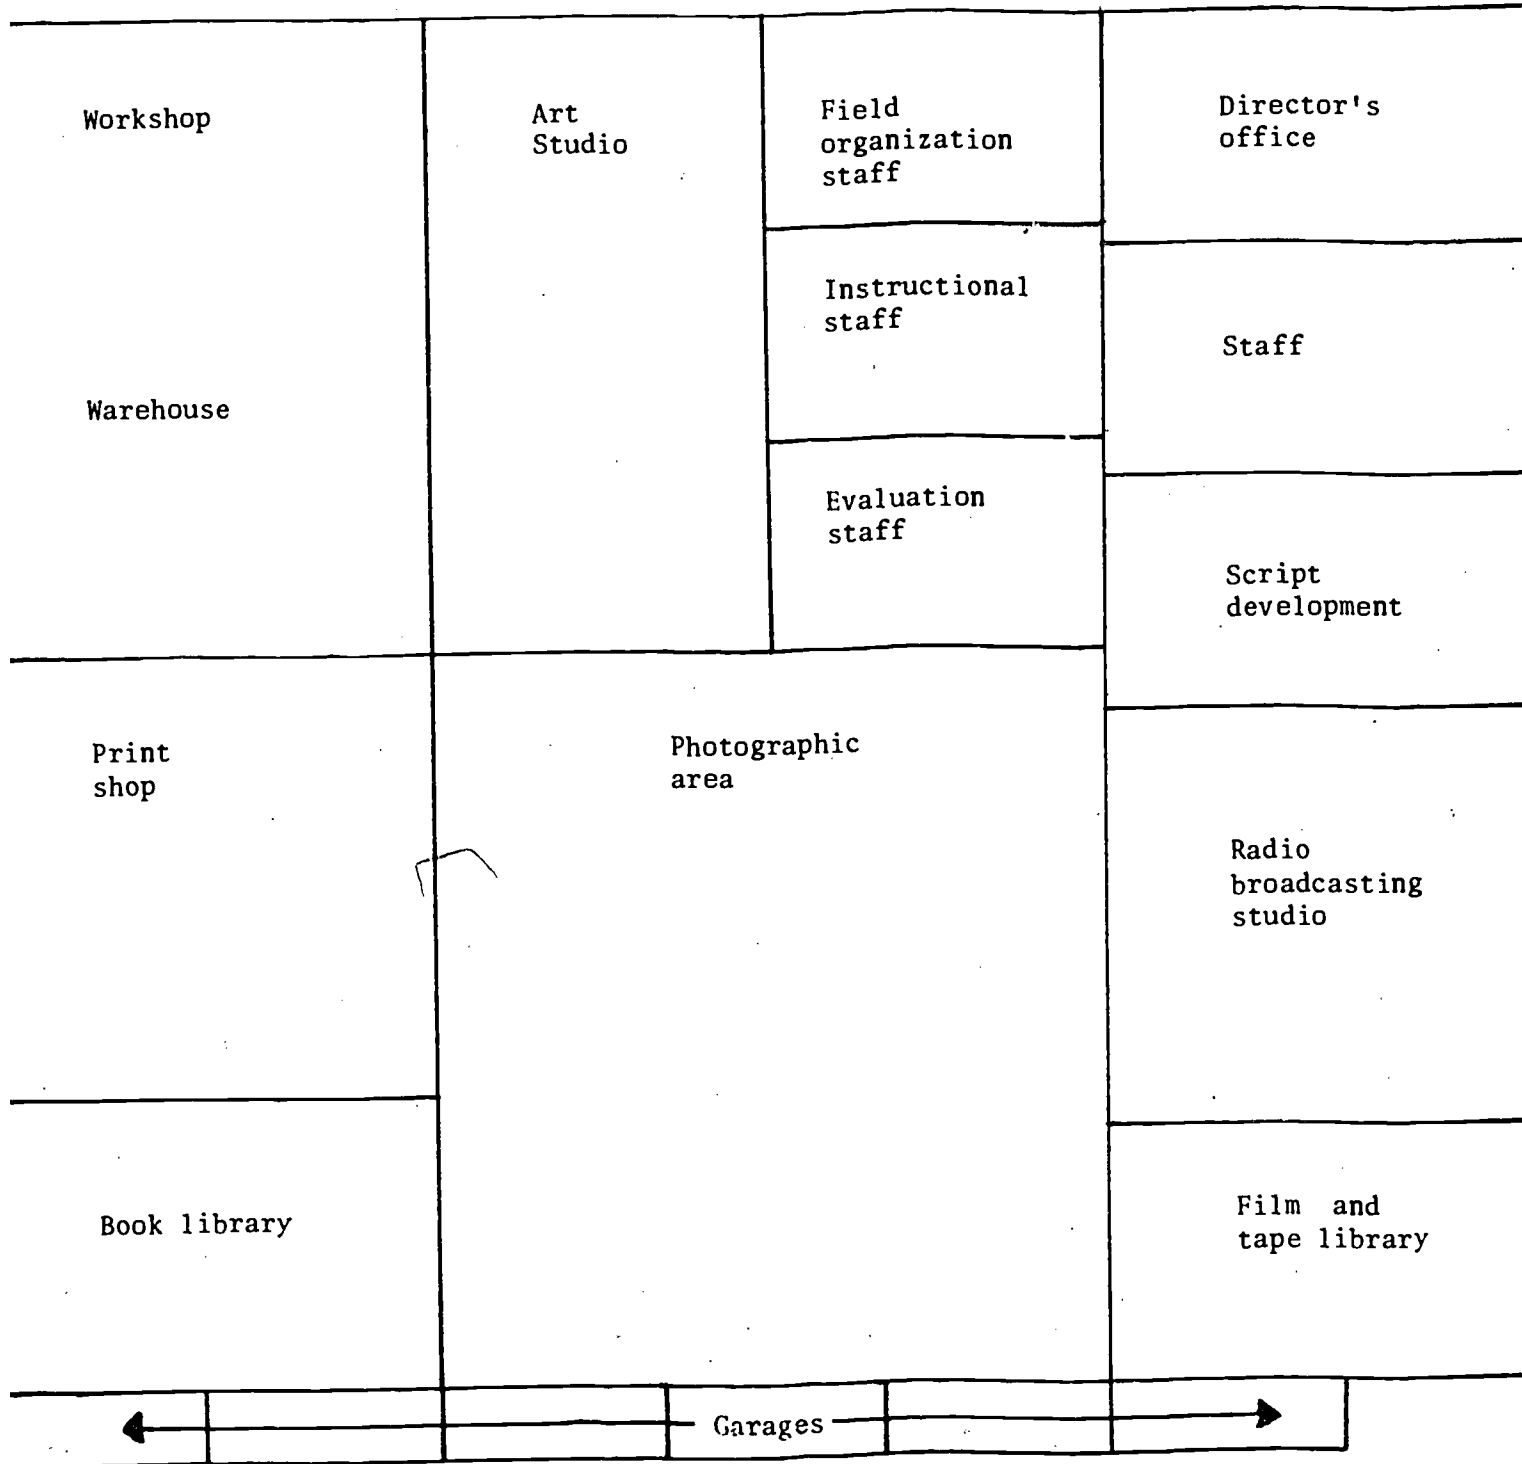 Workshop
Art
Studio
Field
organization
staff
Director's
office
Instructional
staff
Staff
Warehouse
Evaluation
staff
Script
development
Print
shop
Photographic
area
Radio
broadcasting
studio
Book library
Film and
tape library
Garages